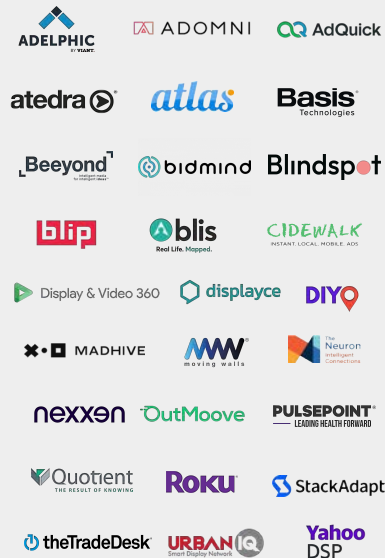 ADELPHIC
BY VIANT.
ADOMNI
AdQuick
atedra
atlas
Basis
Technologies
Beeyond
intelligent media
for intelligent ideas
bidmind
Blindspot
blip
blis
Real Life. Mapped.
CIDEWALK
INSTANT. LOCAL. MOBILE. ADS
Display & Video 360
displayce
DIYO
MADHIVE
MW
moving walls
The
Neuron
Intelligent
Connections
nexxen
OutMoove
PULSEPOINT
LEADING HEALTH FORWARD
Quotient
THE RESULT OF KNOWING
ROKU
StackAdapt
theTradeDesk
URBAN IQ
Smart Display Network
Yahoo
DSP